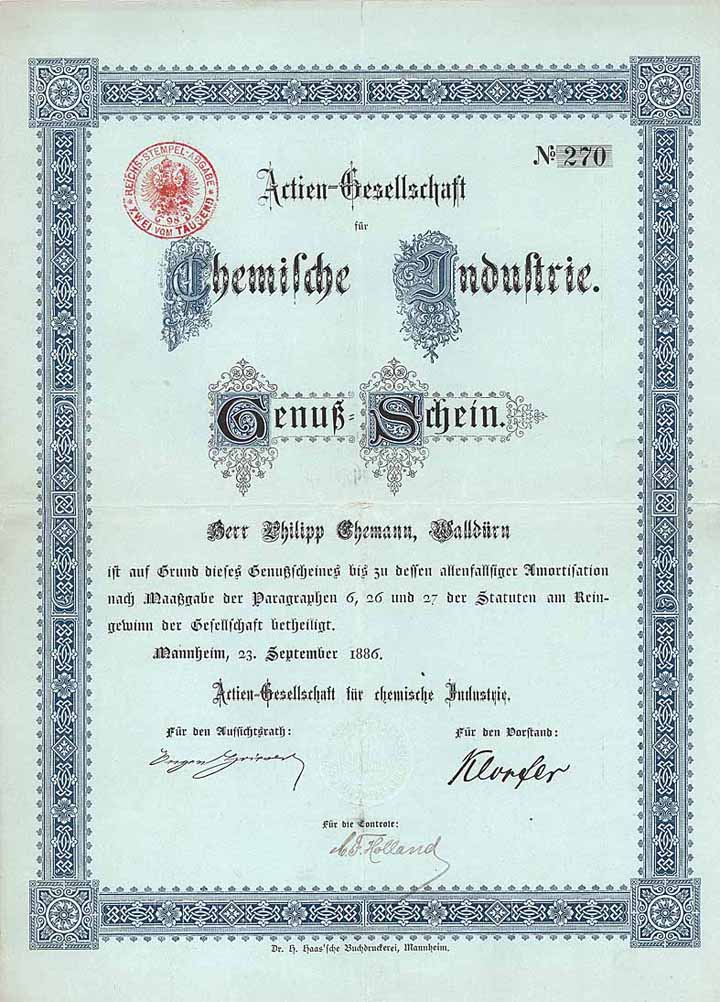 № 270
REICHS-STEMPEL-ABGABE
ZWEI VOM TAUSEND
Actien-Gesellschaft
für
Chemische Industrie.
Genuß-Schein.
Herr Philipp Ehemann, Walldürn
ist auf Grund dieses Genußscheines bis zu dessen allenfallsiger Amortisation
nach Maaßgabe der Paragraphen 6, 26 und 27 der Statuten am Rein-
gewinn der Gesellschaft betheiligt.
Mannheim, 23. September 1886.
Actien-Gesellschaft für chemische Industrie.
Für den Aufsichtsrath:
Für den Vorstand:
Für die Controle:
Holland
Dr. H. Haas'sche Buchdruckerei, Mannheim.